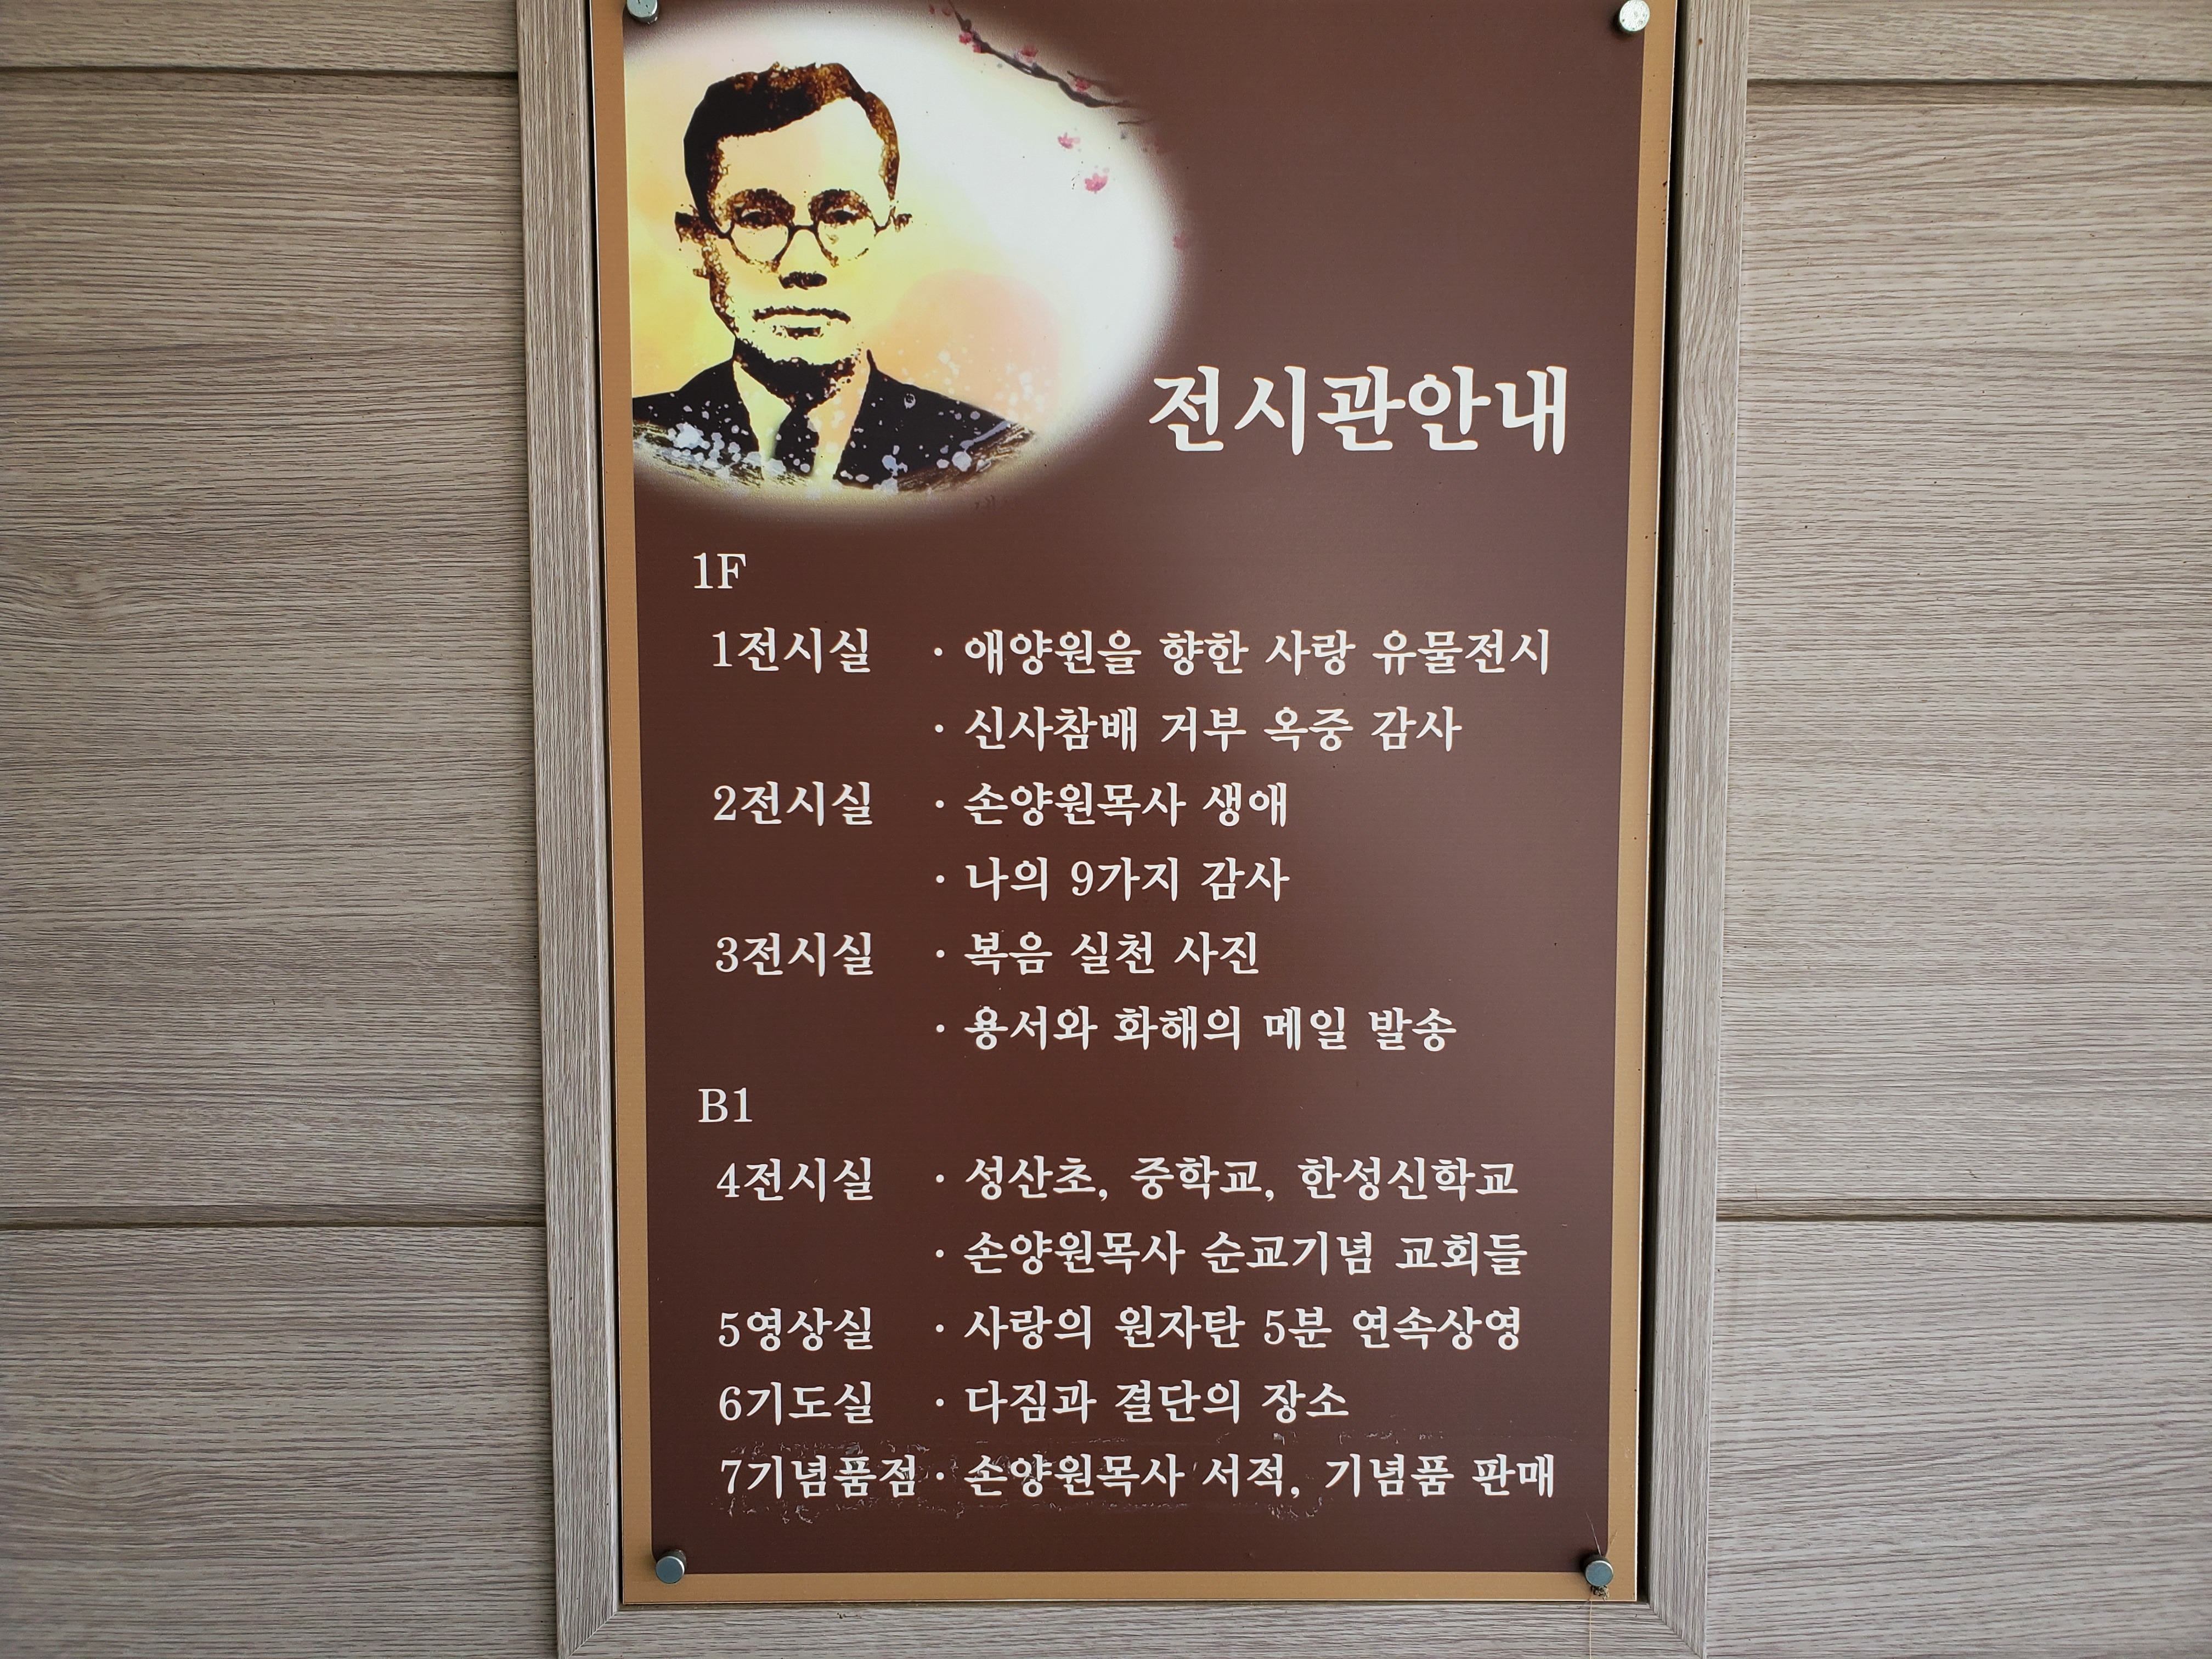 전시관안내
1F
1전시실 · 애양원을 향한 사랑 유물전시
· 신사참배 거부 옥중 감사
2전시실 · 손양원목사 생애
· 나의 9가지 감사
3전시실 · 복음 실천 사진
· 용서와 화해의 메일 발송
B1
4전시실 · 성산초, 중학교, 한성신학교
· 손양원목사 순교기념 교회들
5영상실 · 사랑의 원자탄 5분 연속상영
6기도실 · 다짐과 결단의 장소
7기념품점 · 손양원목사 서적, 기념품 판매